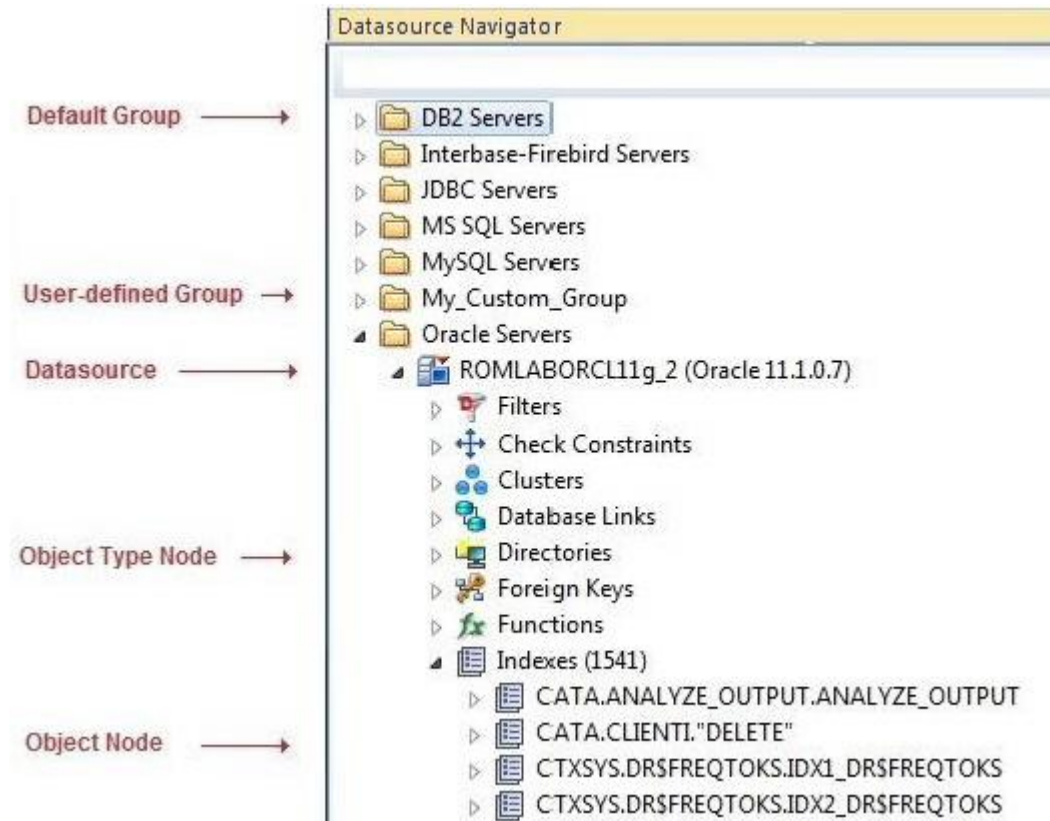 Datasource Navigator
Default Group
DB2 Servers
Interbase-Firebird Servers
JDBC Servers
MS SQL Servers
MySQL Servers
User-defined Group
My_Custom_Group
Oracle Servers
Datasource
ROMLABORCL11g_2 (Oracle 11.1.0.7)
Filters
Check Constraints
Clusters
Database Links
Object Type Node
Directories
Foreign Keys
Functions
Indexes (1541)
CATA.ANALYZE_OUTPUT.ANALYZE_OUTPUT
Object Node
CATA.CLIENTI."DELETE"
CTXSYS.DR$FREQTOKS.IDX1_DR$FREQTOKS
CTXSYS.DR$FREQTOKS.IDX2_DR$FREQTOKS